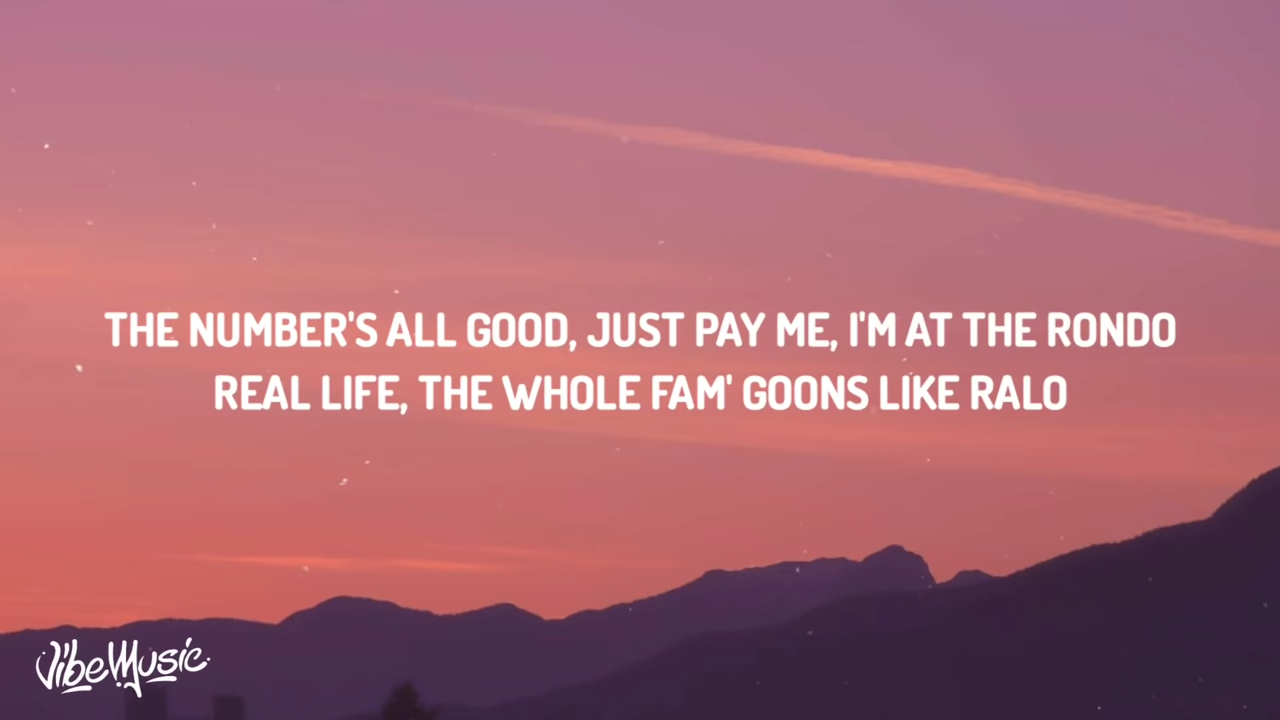 THE NUMBER'S ALL GOOD, JUST PAY ME, I'M AT THE RONDO
REAL LIFE, THE WHOLE FAM' GOONS LIKE RALO
VibeMusic